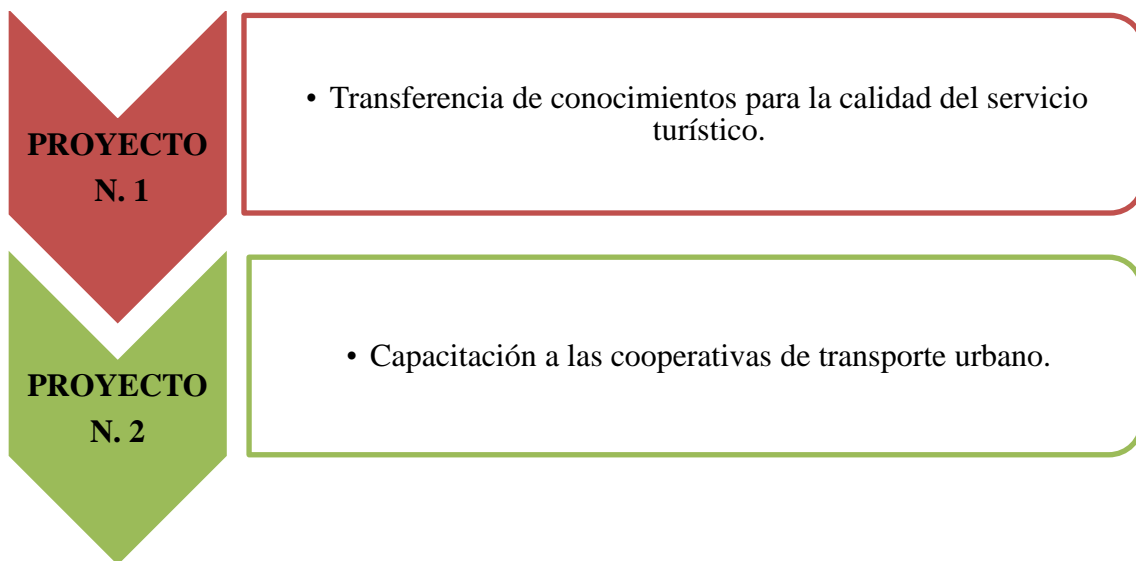 PROYECTO
N. 1
• Transferencia de conocimientos para la calidad del servicio
turístico.
PROYECTO
N. 2
• Capacitación a las cooperativas de transporte urbano.